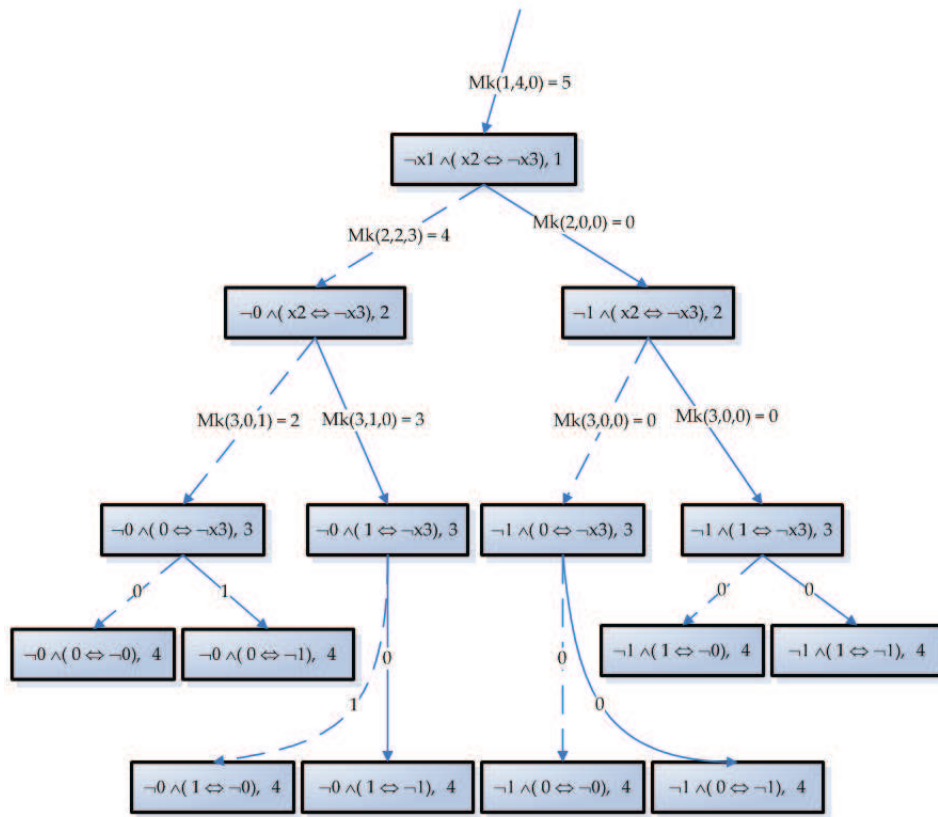 Mk(1,4,0) = 5
¬x1 ∧( x2 ⇔ ¬x3), 1
Mk(2,2,3) = 4
Mk(2,0,0) = 0
¬0 ∧( x2 ⇔ ¬x3), 2
¬1 ∧( x2 ⇔ ¬x3), 2
Mk(3,0,1) = 2
Mk(3,1,0) = 3
Mk(3,0,0) = 0
Mk(3,0,0) = 0
¬0 ∧( 0 ⇔ ¬x3), 3
¬0 ∧( 1 ⇔ ¬x3), 3
¬1 ∧( 0 ⇔ ¬x3), 3
¬1 ∧( 1 ⇔ ¬x3), 3
0
1
0
0
¬0 ∧( 0 ⇔ ¬0), 4
¬0 ∧( 0 ⇔ ¬1), 4
¬1 ∧( 1 ⇔ ¬0), 4
¬1 ∧( 1 ⇔ ¬1), 4
1
0
0
0
¬0 ∧( 1 ⇔ ¬0), 4
¬0 ∧( 1 ⇔ ¬1), 4
¬1 ∧( 0 ⇔ ¬0), 4
¬1 ∧( 0 ⇔ ¬1), 4